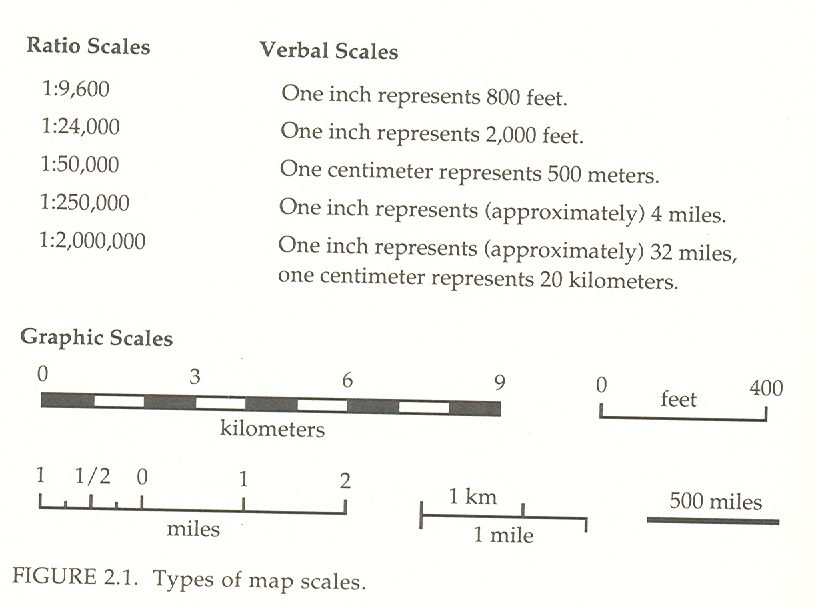 Ratio Scales Verbal Scales
1:9,600 One inch represents 800 feet.
1:24,000 One inch represents 2,000 feet.
1:50,000 One centimeter represents 500 meters.
1:250,000 One inch represents (approximately) 4 miles.
1:2,000,000 One inch represents (approximately) 32 miles,
one centimeter represents 20 kilometers.
Graphic Scales
0 3 6 9
kilometers
0 feet 400
1 1/2 0 1 2
miles
1 km
1 mile
500 miles
FIGURE 2.1. Types of map scales.